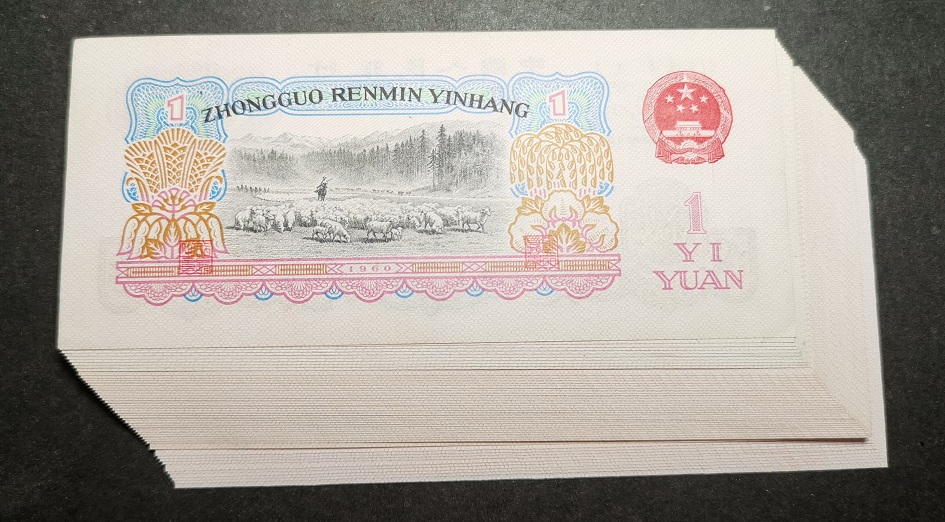 1
ZHONGGUO RENMIN YINHANG
1
1
YI
YUAN
1960